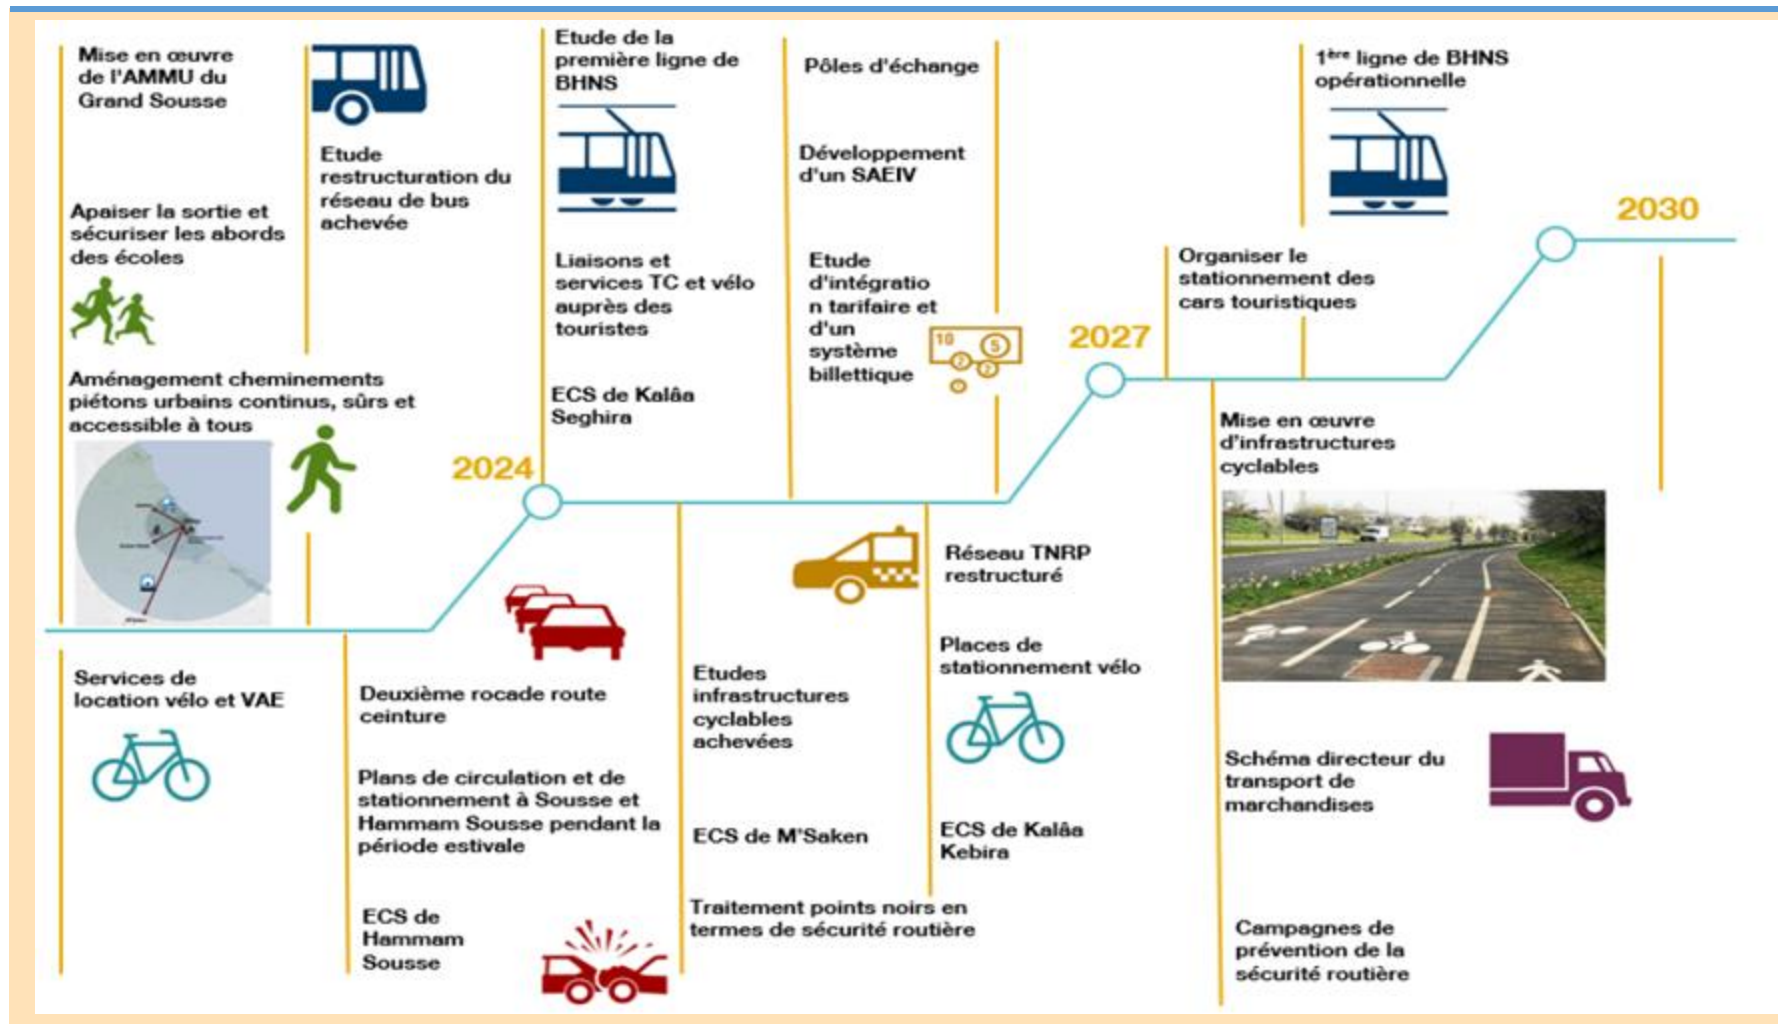 Mise en œuvre
de l'AMMU du
Grand Sousse
Apaiser la sortie et
sécuriser les abords
des écoles
Aménagement cheminements
piétons urbains continus, sûrs et
accessible à tous
Etude
restructuration du
réseau de bus
achevée
Services de
location vélo et VAE
Deuxième rocade route
ceinture
Plans de circulation et de
stationnement à Sousse et
Hammam Sousse pendant la
période estivale
ECS de
Hammam
Sousse
2024
Etude de la
première ligne de
BHNS
Liaisons et
services TC et vélo
auprès des
touristes
ECS de Kalâa
Seghira
Pôles d'échange
Développement
d'un SAEIV
Etude
d'intégratio
n tarifaire et
d'un
système
billettique
10
5
Etudes
infrastructures
cyclables
achevées
ECS de M'Saken
Traitement points noirs en
termes de sécurité routière
Réseau TNRP
restructuré
Places de
stationnement vélo
ECS de Kalâa
Kebira
2027
Organiser le
stationnement des
cars touristiques
1ère ligne de BHNS
opérationnelle
Mise en œuvre
d'infrastructures
cyclables
Schéma directeur du
transport de
marchandises
Campagnes de
prévention de la
sécurité routière
2030